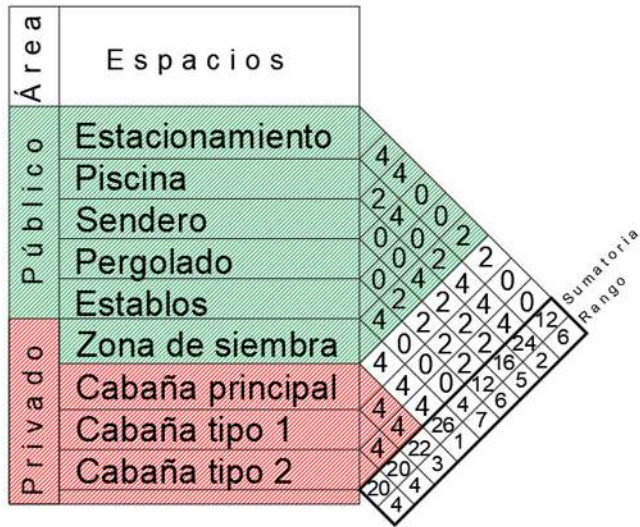 Área
Espacios
Público
Estacionamiento
Piscina
Sendero
Pergolado
Establos
Zona de siembra
Privado
Cabaña principal
Cabaña tipo 1
Cabaña tipo 2
Sumatoria
Rango
4 4 0 0 2 2 0 0 12 6
2 4 0 2 4 4 4 24 2
0 0 4 2 2 2 16 5
0 2 2 2 2 12 6
4 0 0 0 4 7
4 4 4 26 1
4 4 22 3
4 20 4
20 4